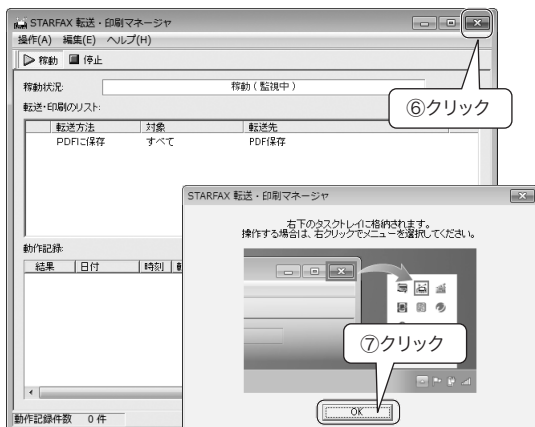 STARFAX 転送・印刷マネージャ
操作(A) 編集(E) ヘルプ(H)
稼動 停止
稼動状況: 稼動(監視中)
⑥クリック
転送・印刷のリスト:
転送方法 対象 転送先
PDFに保存 すべて PDF保存
STARFAX 転送・印刷マネージャ
右下のタスクトレイに格納されます。
操作する場合は、右クリックでメニューを選択してください。
動作記録:
結果 日付 時刻
⑦クリック
OK
動作記録件数 0 件